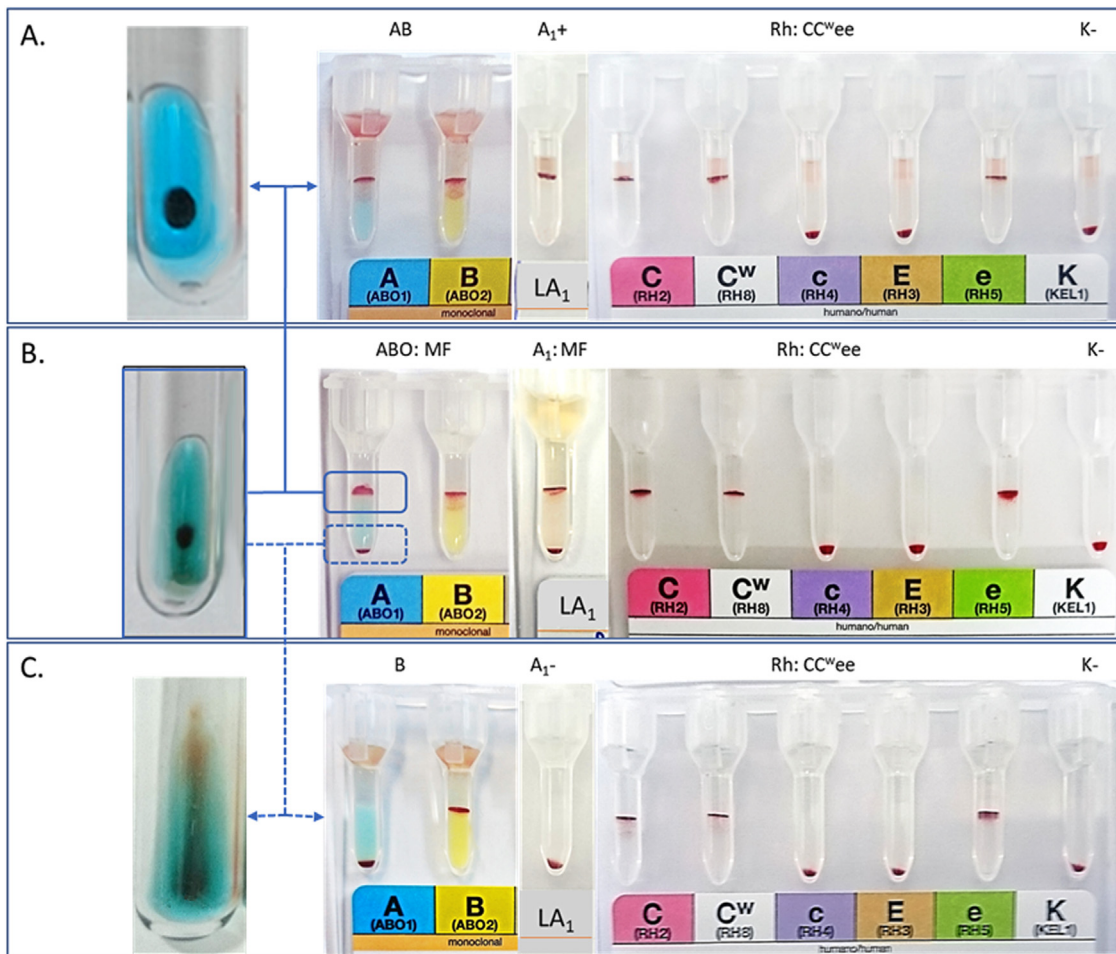 A. AB A₁+ Rh: CCʷee K-
A B LA₁ C Cᵂ c E e K
(ABO1) (ABO2) (RH2) (RH8) (RH4) (RH3) (RH5) (KEL1)
monoclonal humano/human
B. ABO: MF A₁: MF Rh: CCʷee K-
A B LA₁ C Cᵂ c E e K
(ABO1) (ABO2) (RH2) (RH8) (RH4) (RH3) (RH5) (KEL1)
monoclonal humano/human
C. B A₁- Rh: CCʷee K-
A B LA₁ C Cᵂ c E e K
(ABO1) (ABO2) (RH2) (RH8) (RH4) (RH3) (RH5) (KEL1)
monoclonal humano/human